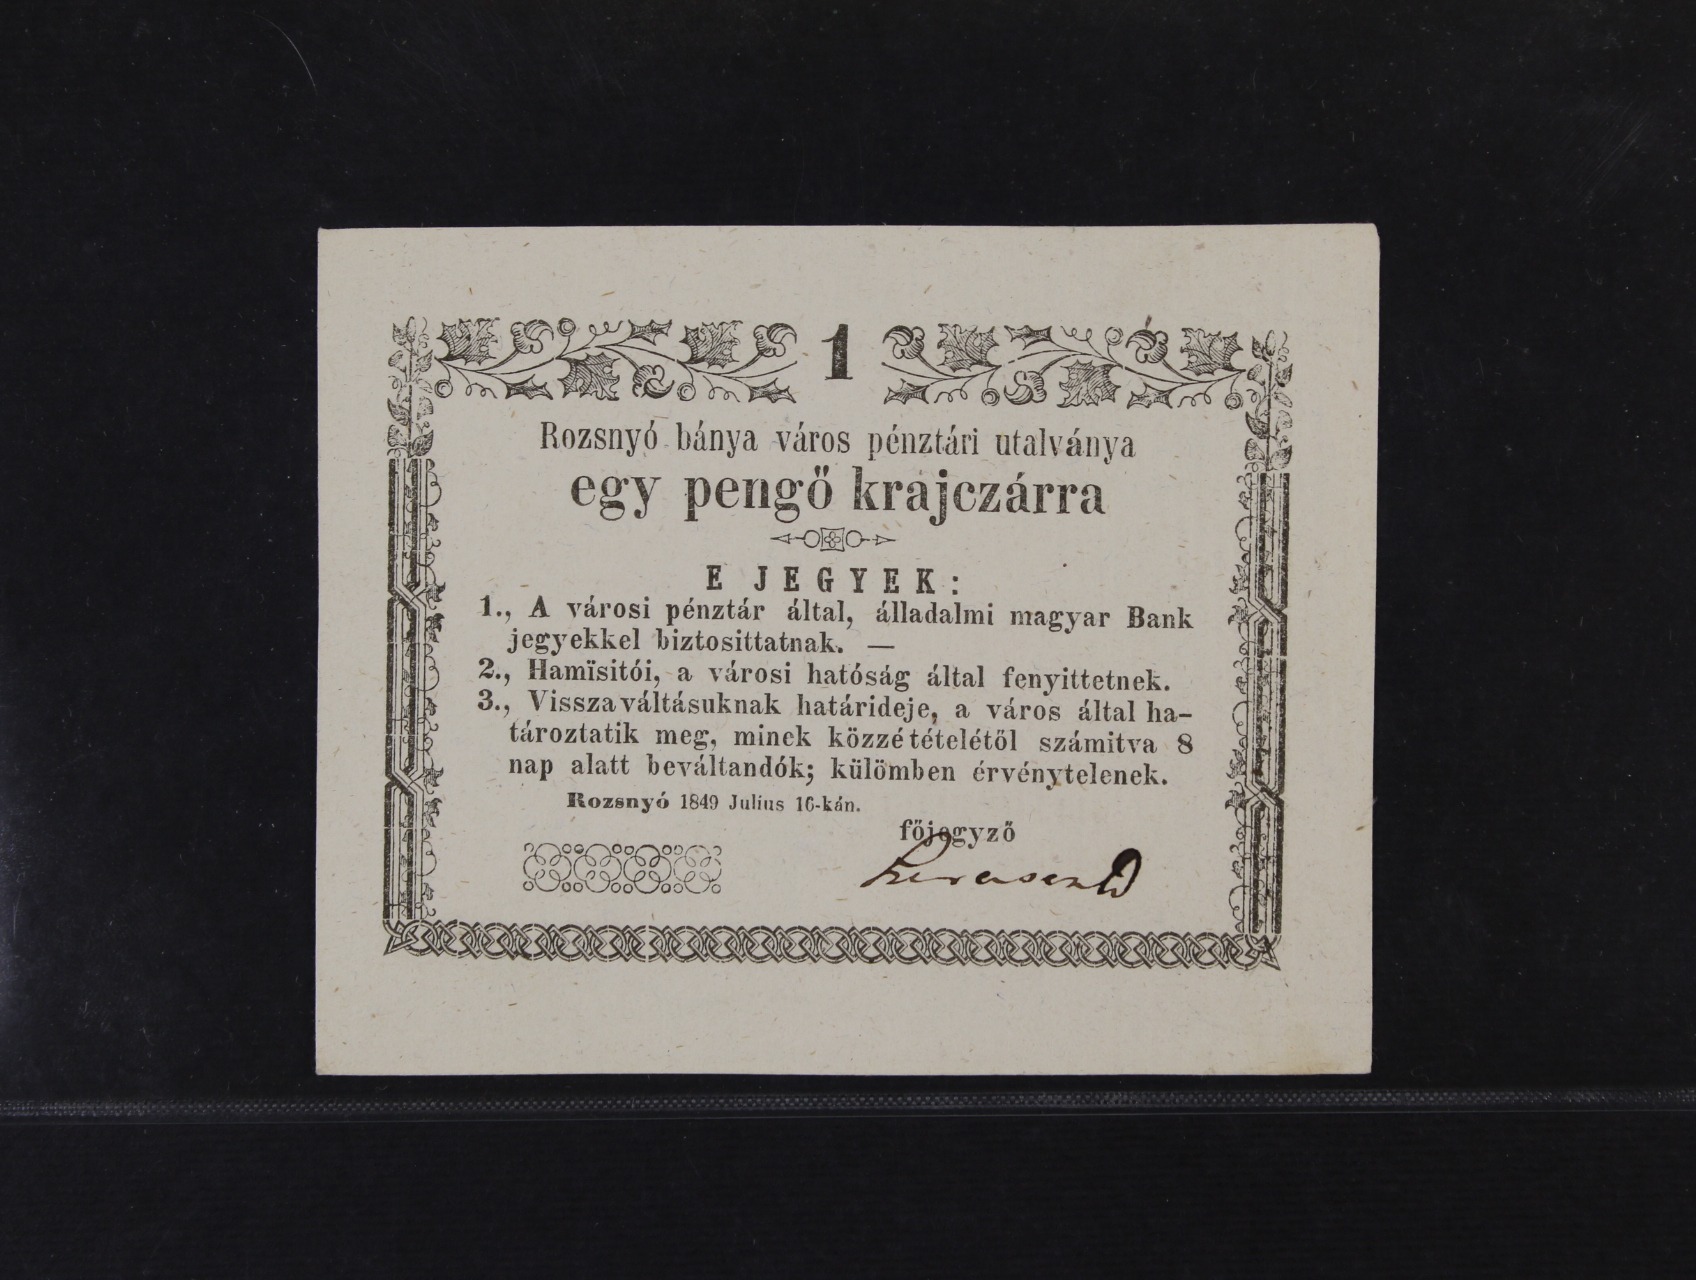 1
Rozsnyó bánya város pénztári utalványa
egy pengő krajczárra
E JEGYEK:
1., A városi pénztár által, álladalmi magyar Bank
jegyekkel biztosittatnak. —
2., Hamïsitói, a városi hatóság által fenyittetnek.
3., Visszaváltásuknak határideje, a város által ha-
tároztatik meg, minek közzétételétől számitva 8
nap alatt beváltandók; külömben érvénytelenek.
Rozsnyó 1849 Julius 16-kán.
főjegyző